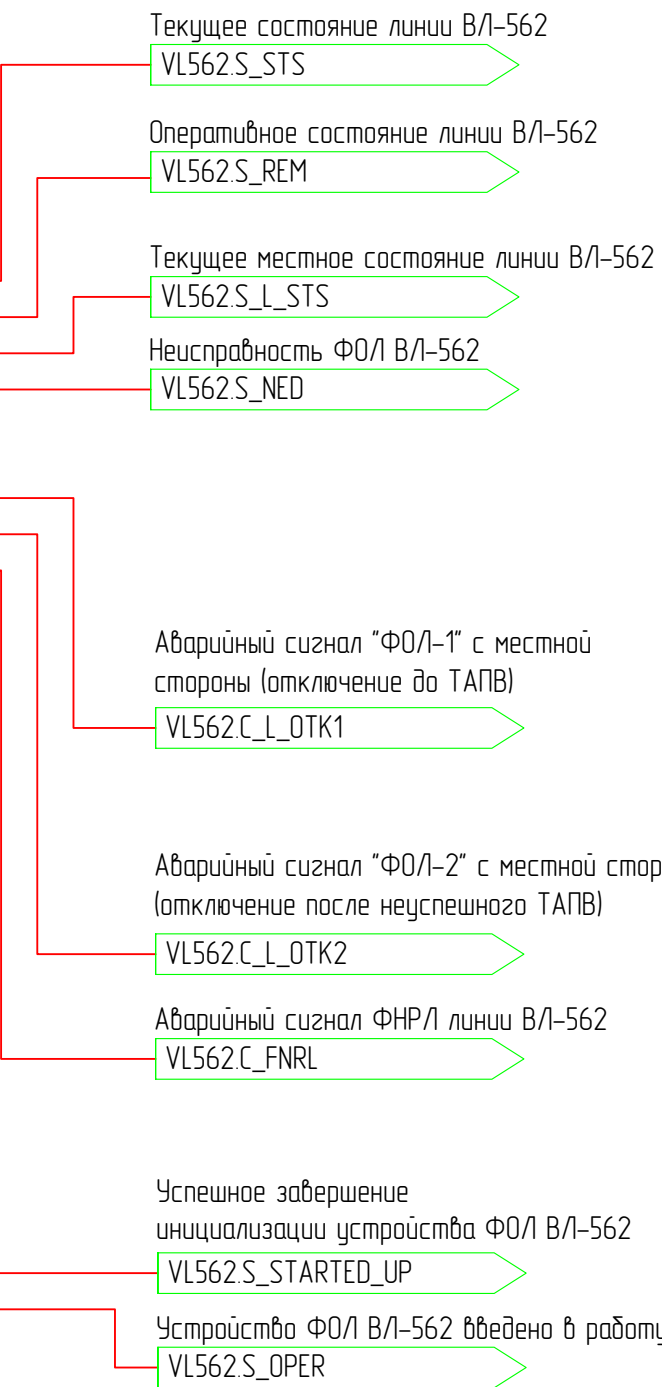 Текущее состояние линии ВЛ-562
VL562.S_STS
Оперативное состояние линии ВЛ-562
VL562.S_REM
Текущее местное состояние линии ВЛ-562
VL562.S_L_STS
Неисправность ФОЛ ВЛ-562
VL562.S_NED
Аварийный сигнал "ФОЛ-1" с местной
стороны (отключение до ТАПВ)
VL562.C_L_OTK1
Аварийный сигнал "ФОЛ-2" с местной стор
(отключение после неуспешного ТАПВ)
VL562.C_L_OTK2
Аварийный сигнал ФНРЛ линии ВЛ-562
VL562.C_FNRL
Успешное завершение
инициализации устройства ФОЛ ВЛ-562
VL562.S_STARTED_UP
Устройство ФОЛ ВЛ-562 введено в работу
VL562.S_OPER